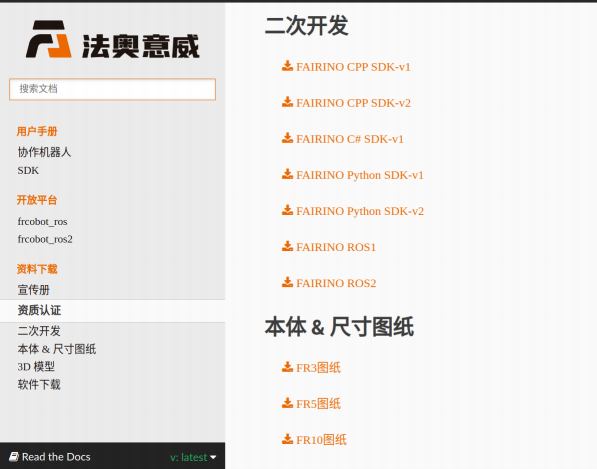 法奥意威
搜索文档
用户手册
协作机器人
SDK
开放平台
frcobot_ros
frcobot_ros2
资料下载
宣传册
资质认证
二次开发
本体 & 尺寸图纸
3D 模型
软件下载
Read the Docs
v: latest
二次开发
FAIRINO CPP SDK-v1
FAIRINO CPP SDK-v2
FAIRINO C# SDK-v1
FAIRINO Python SDK-v1
FAIRINO Python SDK-v2
FAIRINO ROS1
FAIRINO ROS2
本体 & 尺寸图纸
FR3图纸
FR5图纸
FR10图纸